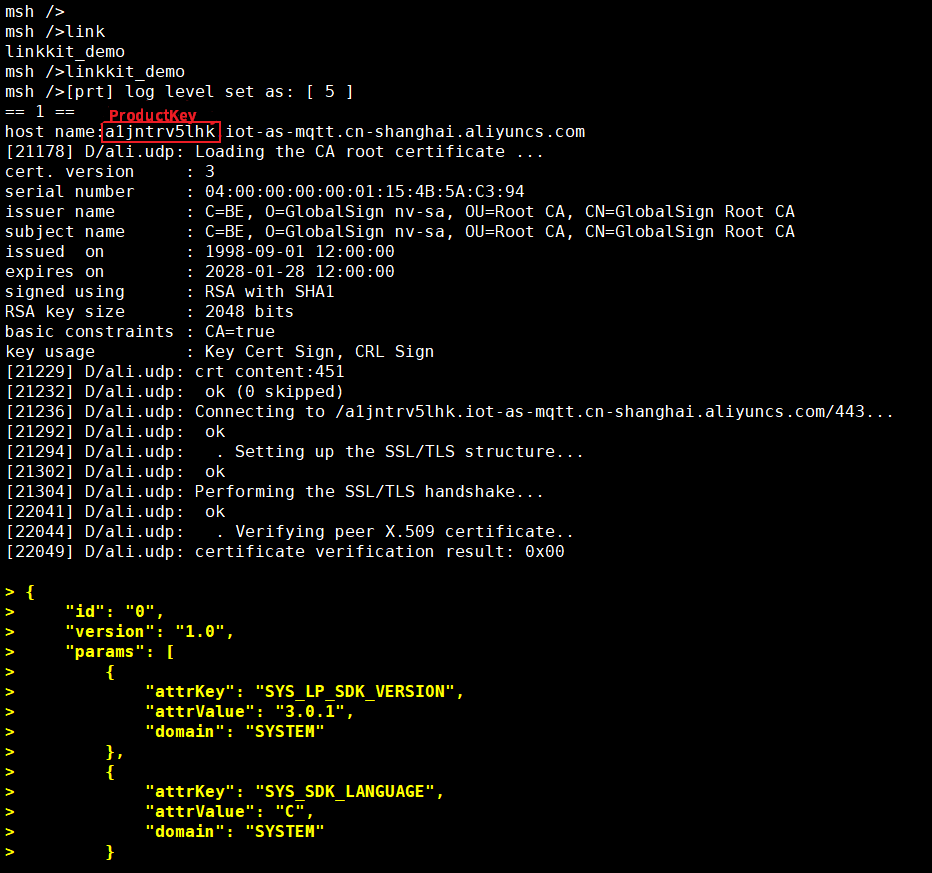 msh />
msh />link
linkkit_demo
msh />linkkit_demo
msh />[prt] log level set as: [ 5 ]
== 1 ==
ProductKey
host name:a1jntrv5lhk iot-as-mqtt.cn-shanghai.aliyuncs.com
[21178] D/ali.udp: Loading the CA root certificate ...
cert. version     : 3
serial number     : 04:00:00:00:00:01:15:4B:5A:C3:94
issuer name       : C=BE, O=GlobalSign nv-sa, OU=Root CA, CN=GlobalSign Root CA
subject name      : C=BE, O=GlobalSign nv-sa, OU=Root CA, CN=GlobalSign Root CA
issued  on        : 1998-09-01 12:00:00
expires on        : 2028-01-28 12:00:00
signed using      : RSA with SHA1
RSA key size      : 2048 bits
basic constraints : CA=true
key usage         : Key Cert Sign, CRL Sign
[21229] D/ali.udp: crt content:451
[21232] D/ali.udp:  ok (0 skipped)
[21236] D/ali.udp: Connecting to /a1jntrv5lhk.iot-as-mqtt.cn-shanghai.aliyuncs.com/443...
[21292] D/ali.udp:  ok
[21294] D/ali.udp:   . Setting up the SSL/TLS structure...
[21302] D/ali.udp:  ok
[21304] D/ali.udp: Performing the SSL/TLS handshake...
[22041] D/ali.udp:  ok
[22044] D/ali.udp:   . Verifying peer X.509 certificate..
[22049] D/ali.udp: certificate verification result: 0x00
> {
>     "id": "0",
>     "version": "1.0",
>     "params": [
>         {
>             "attrKey": "SYS_LP_SDK_VERSION",
>             "attrValue": "3.0.1",
>             "domain": "SYSTEM"
>         },
>         {
>             "attrKey": "SYS_SDK_LANGUAGE",
>             "attrValue": "C",
>             "domain": "SYSTEM"
>         }